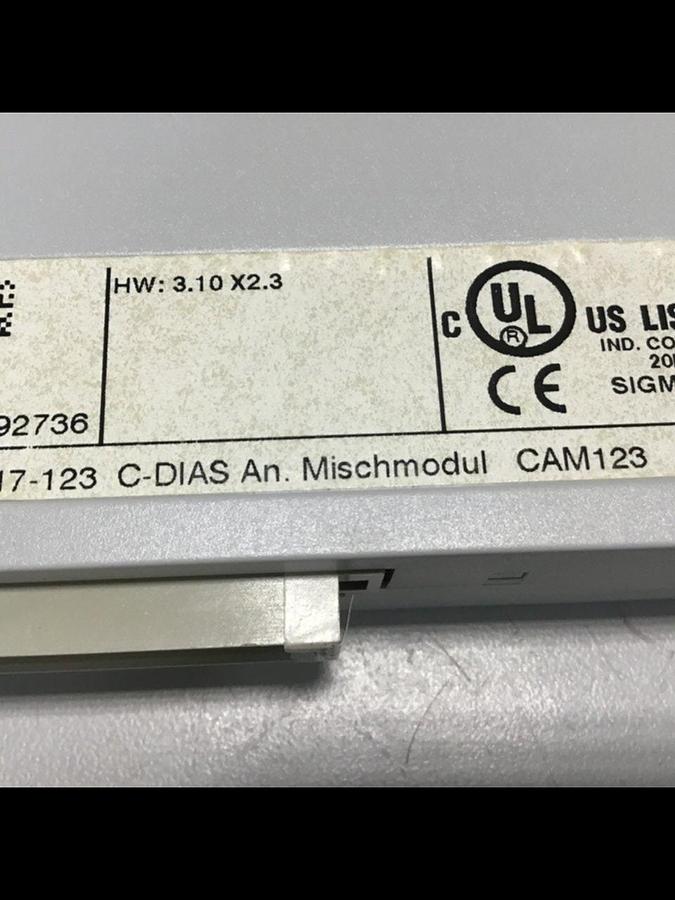 HW: 3.10 X2.3
C UL US LIS
®
IND. CO
20
CE
SIGM
92736
17-123 C-DIAS An. Mischmodul CAM123